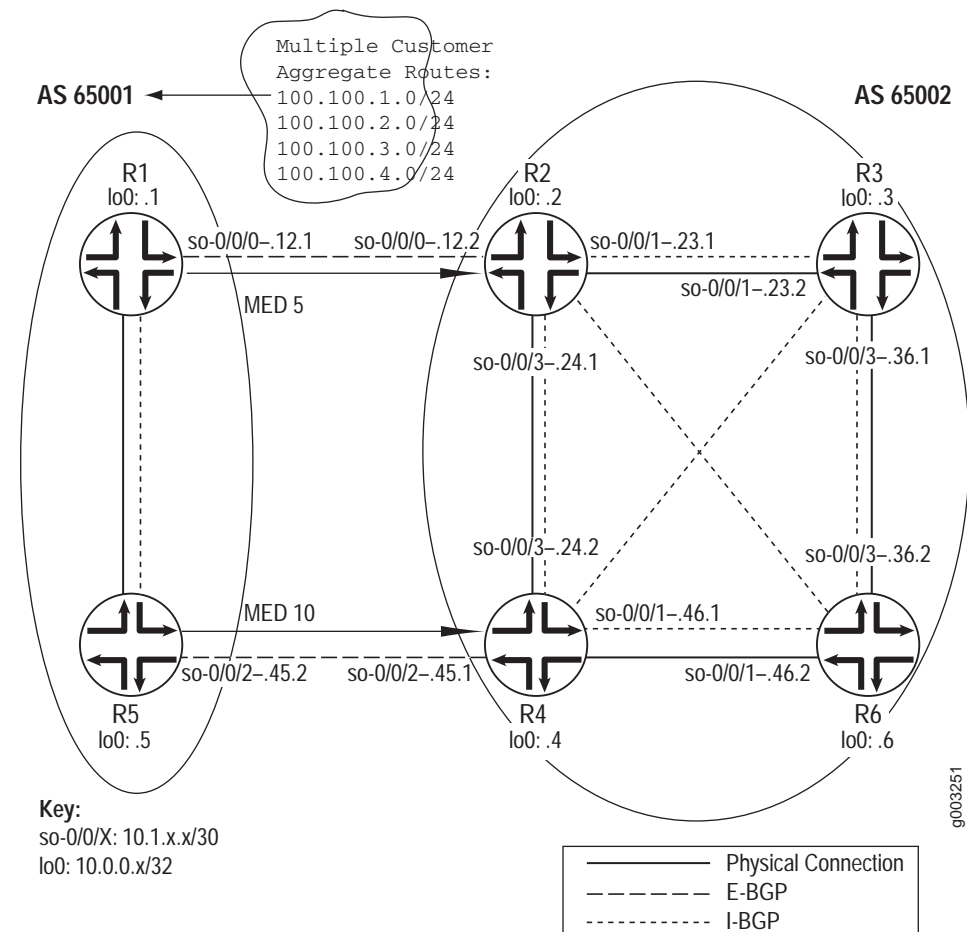 Multiple Customer
Aggregate Routes:
100.100.1.0/24
100.100.2.0/24
100.100.3.0/24
100.100.4.0/24
AS 65001
AS 65002
R1
lo0: .1
R2
lo0: .2
R3
lo0: .3
so-0/0/0–.12.1
so-0/0/0–.12.2
so-0/0/1–.23.1
MED 5
so-0/0/1–.23.2
so-0/0/3–.24.1
so-0/0/3–.36.1
so-0/0/3–.24.2
so-0/0/3–.36.2
MED 10
so-0/0/1–.46.1
so-0/0/2–.45.2
so-0/0/2–.45.1
so-0/0/1–.46.2
R5
lo0: .5
R4
lo0: .4
R6
lo0: .6
Key:
so-0/0/X: 10.1.x.x/30
lo0: 10.0.0.x/32
g003251
Physical Connection
E-BGP
I-BGP